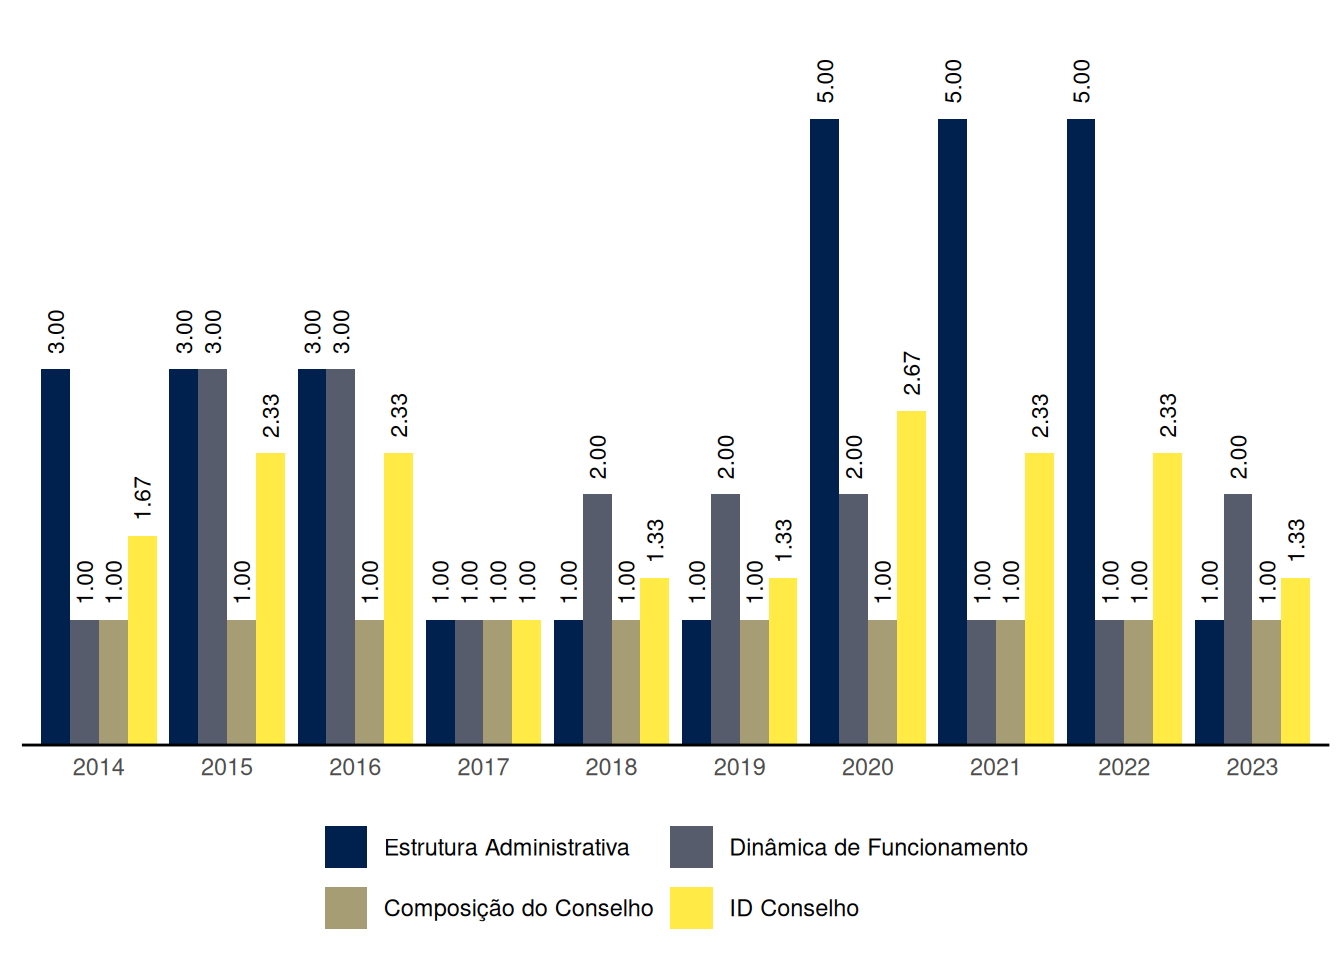 5.00 5.00 5.00
3.00 3.00 3.00 3.00 3.00
2.67
2.33 2.33 2.33 2.33
2.00 2.00 2.00 2.00
1.67
1.33 1.33 1.33
1.00 1.00 1.00 1.00 1.00 1.00 1.00 1.00 1.00 1.00 1.00 1.00 1.00 1.00 1.00 1.00 1.00 1.00 1.00 1.00
2014 2015 2016 2017 2018 2019 2020 2021 2022 2023
Estrutura Administrativa Dinâmica de Funcionamento
Composição do Conselho ID Conselho